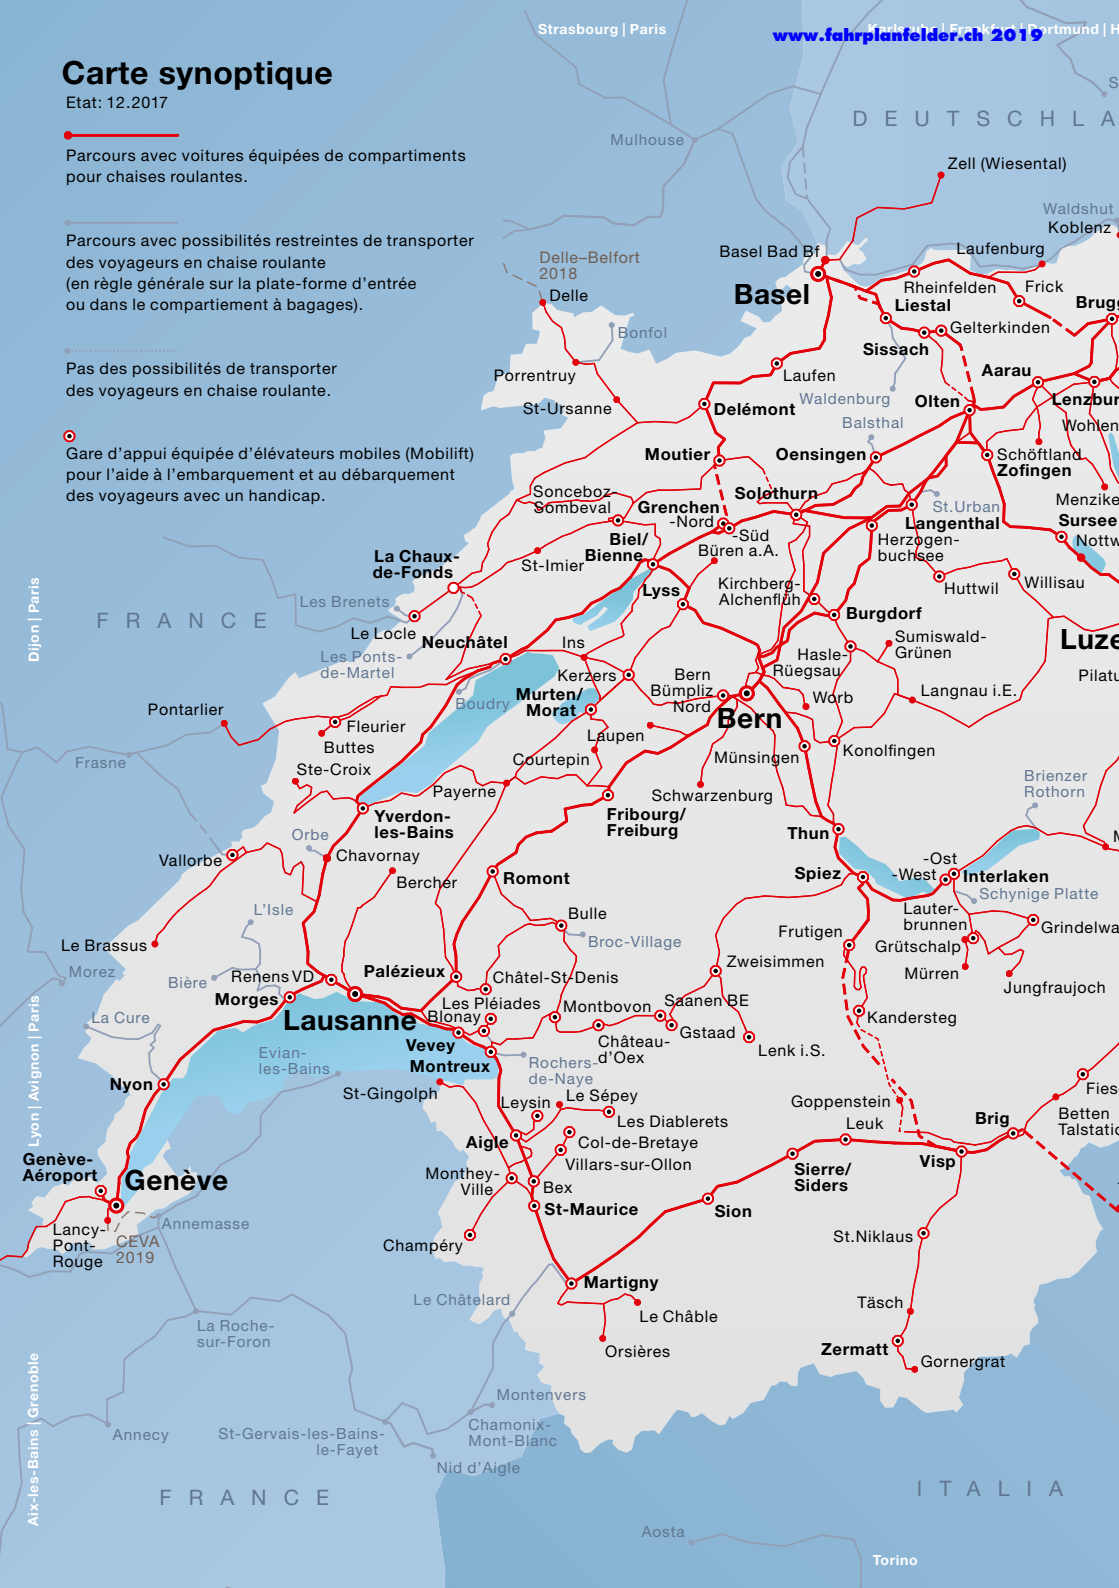 Strasbourg | Paris
Karlsruhe | Frankfurt | Dortmund | H
www.fahrplanfelder.ch 2019
Carte synoptique
Etat: 12.2017
Parcours avec voitures équipées de compartiments
pour chaises roulantes.
Parcours avec possibilités restreintes de transporter
des voyageurs en chaise roulante
(en règle générale sur la plate-forme d’entrée
ou dans le compartiement à bagages).
Pas des possibilités de transporter
des voyageurs en chaise roulante.
Gare d’appui équipée d’élévateurs mobiles (Mobilift)
pour l’aide à l’embarquement et au débarquement
des voyageurs avec un handicap.
DEUTSCHLA
S
Mulhouse
Zell (Wiesental)
Waldshut
Koblenz
Basel Bad Bf
Laufenburg
Delle–Belfort
2018
Delle
Basel
Rheinfelden
Frick
Liestal
Brugg
Bonfol
Gelterkinden
Sissach
Porrentruy
Laufen
Aarau
Waldenburg
Olten
Lenzbur
St-Ursanne
Delémont
Balsthal
Wohlen
Moutier
Oensingen
Schöftland
Zofingen
Sonceboz-
Sombeval
Solothurn
Menzike
Grenchen
-Nord
St.Urban
Langenthal
Sursee
-Süd
Biel/
Bienne
Büren a.A.
Herzogen-
buchsee
Nottw
La Chaux-
de-Fonds
St-Imier
Kirchberg-
Alchenflüh
Huttwil
Willisau
Les Brenets
Lyss
Burgdorf
Dijon | Paris
FRANCE
Le Locle
Neuchâtel
Ins
Sumiswald-
Grünen
Luze
Les Ponts-
de-Martel
Hasle-
Rüegsau
Kerzers
Bern
Bümpliz
Nord
Pilatu
Boudry
Murten/
Morat
Worb
Langnau i.E.
Pontarlier
Bern
Fleurier
Buttes
Laupen
Konolfingen
Frasne
Courtepin
Münsingen
Ste-Croix
Brienzer
Rothorn
Payerne
Schwarzenburg
Yverdon-
les-Bains
Fribourg/
Freiburg
Orbe
Thun
M
Vallorbe
Chavornay
-Ost
-West
Interlaken
Bercher
Romont
Spiez
Schynige Platte
L’Isle
Bulle
Lauter-
brunnen
Grindelwa
Le Brassus
Broc-Village
Frutigen
Grütschalp
Zweisimmen
Mürren
Morez
Bière
Renens VD
Palézieux
Châtel-St-Denis
Jungfraujoch
Morges
Les Pléiades
Montbovon
Saanen BE
La Cure
Lausanne
Blonay
Gstaad
Kandersteg
Lyon | Avignon | Paris
Vevey
Château-
d’Oex
Lenk i.S.
Evian-
les-Bains
Montreux
Rochers-
de-Naye
Nyon
St-Gingolph
Leysin
Le Sépey
Goppenstein
Fies
Les Diablerets
Leuk
Brig
Betten
Talstatio
Aigle
Col-de-Bretaye
Genève-
Aéroport
Villars-sur-Ollon
Visp
Genève
Monthey-
Ville
Bex
Sierre/
Siders
St-Maurice
Sion
Lancy-
Pont-
Rouge
Annemasse
CEVA
2019
Champéry
St.Niklaus
Martigny
Le Châtelard
Le Châble
Täsch
La Roche-
sur-Foron
Orsières
Zermatt
Gornergrat
Aix-les-Bains | Grenoble
Montenvers
Annecy
St-Gervais-les-Bains-
le-Fayet
Chamonix-
Mont-Blanc
Nid d’Aigle
FRANCE
ITALIA
Aosta
Torino